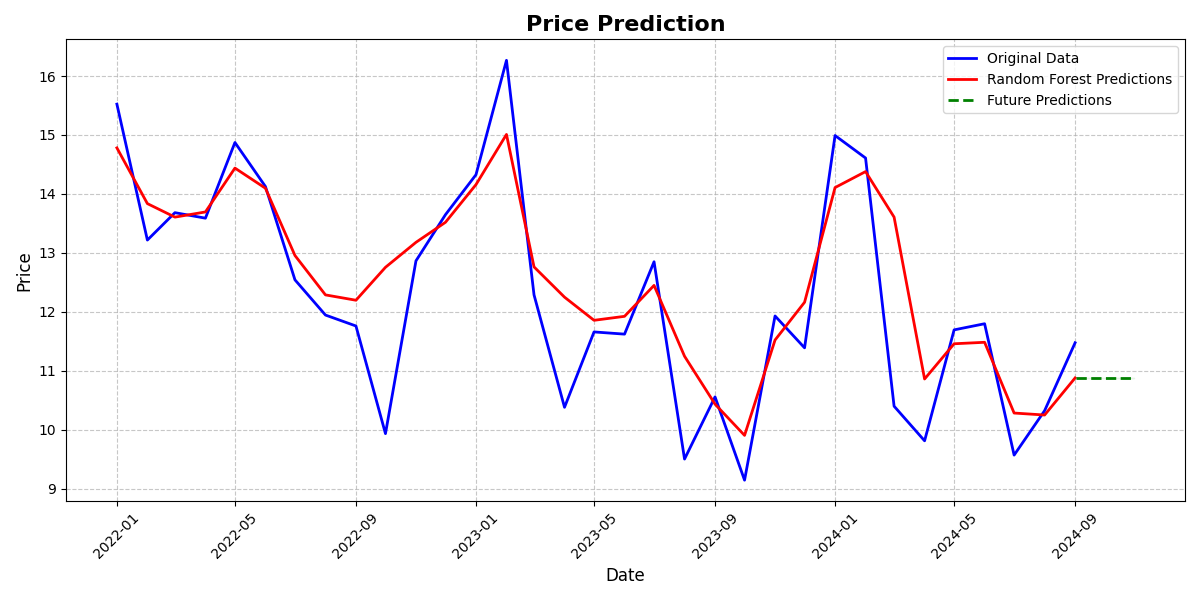 Price Prediction
Original Data
Random Forest Predictions
Future Predictions
Price
16
15
14
13
12
11
10
9
2022-01
2022-05
2022-09
2023-01
2023-05
2023-09
2024-01
2024-05
2024-09
Date